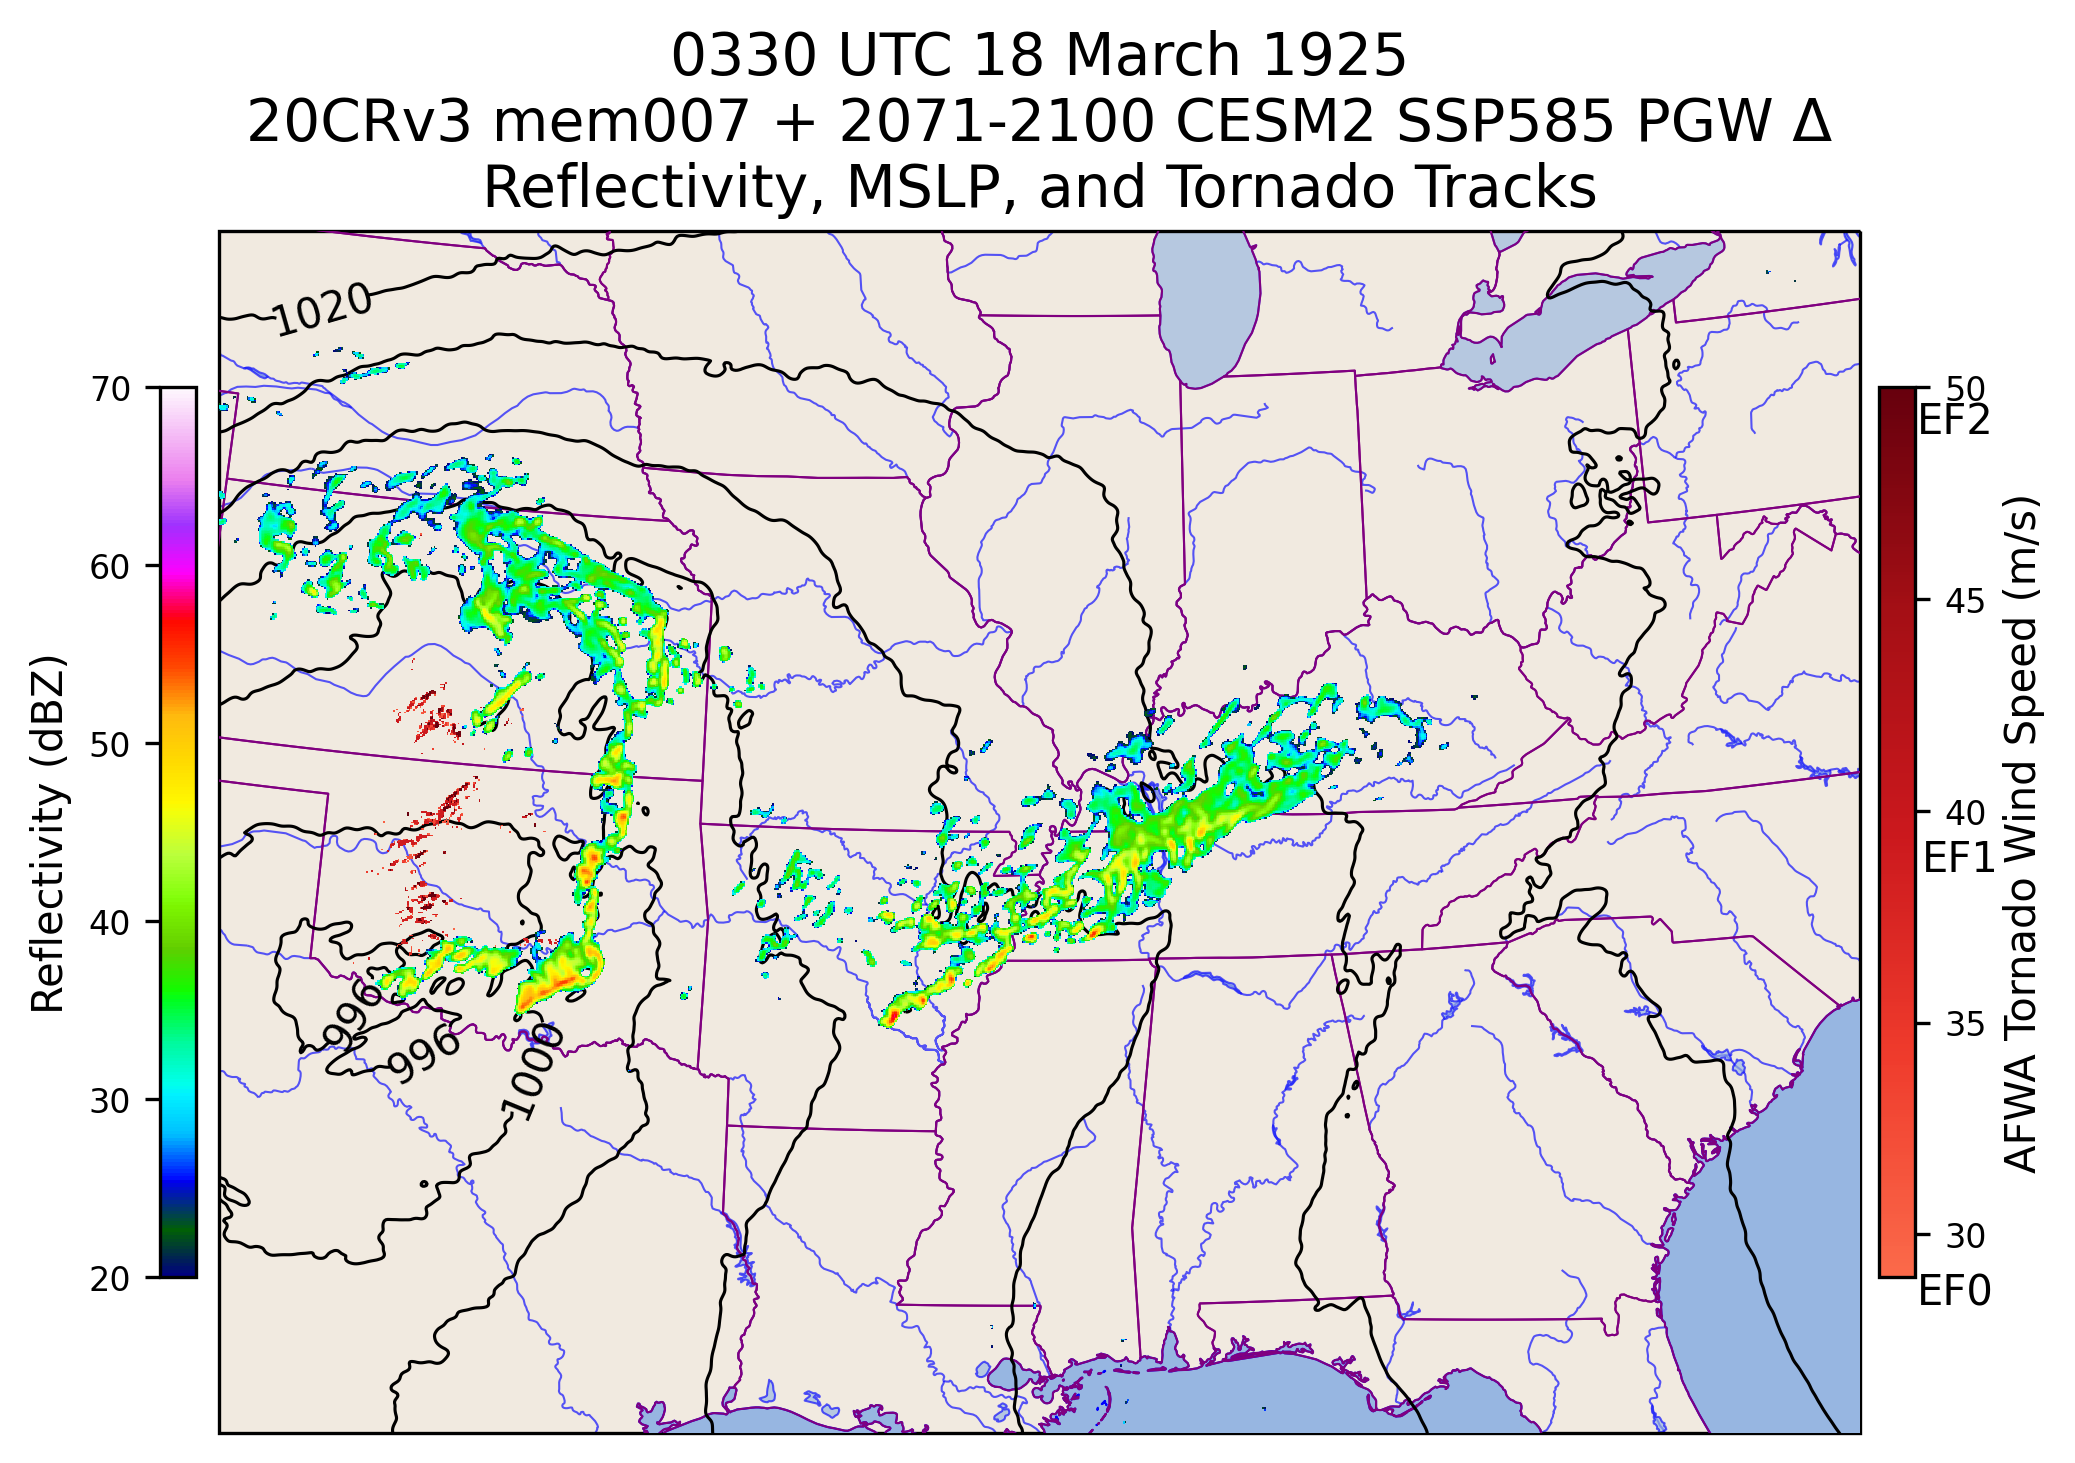 0330 UTC 18 March 1925
20CRv3 mem007 + 2071-2100 CESM2 SSP585 PGW Δ
Reflectivity, MSLP, and Tornado Tracks
1020
996
996
1000
70
60
50
40
30
20
Reflectivity (dBZ)
50
EF2
45
40
EF1
35
30
EF0
AFWA Tornado Wind Speed (m/s)